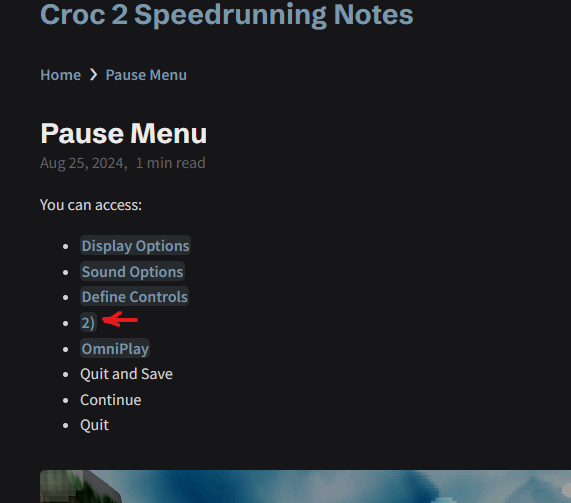 Croc 2 Speedrunning Notes
Home ❯ Pause Menu
Pause Menu
Aug 25, 2024, 1 min read
You can access:
Display Options
Sound Options
Define Controls
2)
OmniPlay
Quit and Save
Continue
Quit